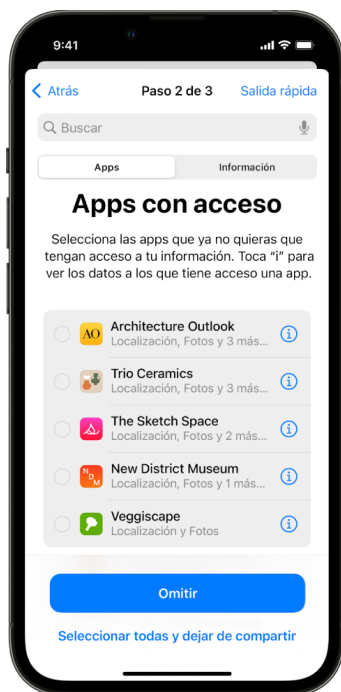 9:41
Atrás Paso 2 de 3 Salida rápida
Buscar
Apps Información
Apps con acceso
Selecciona las apps que ya no quieras que
tengan acceso a tu información. Toca “i” para
ver los datos a los que tiene acceso una app.
AO Architecture Outlook
Localización, Fotos y 3 más...
Trio Ceramics
Localización, Fotos y 3 más...
The Sketch Space
Localización, Fotos y 2 más...
NDM New District Museum
Localización, Fotos y 1 más...
Veggiscape
Localización y Fotos
Omitir
Seleccionar todas y dejar de compartir